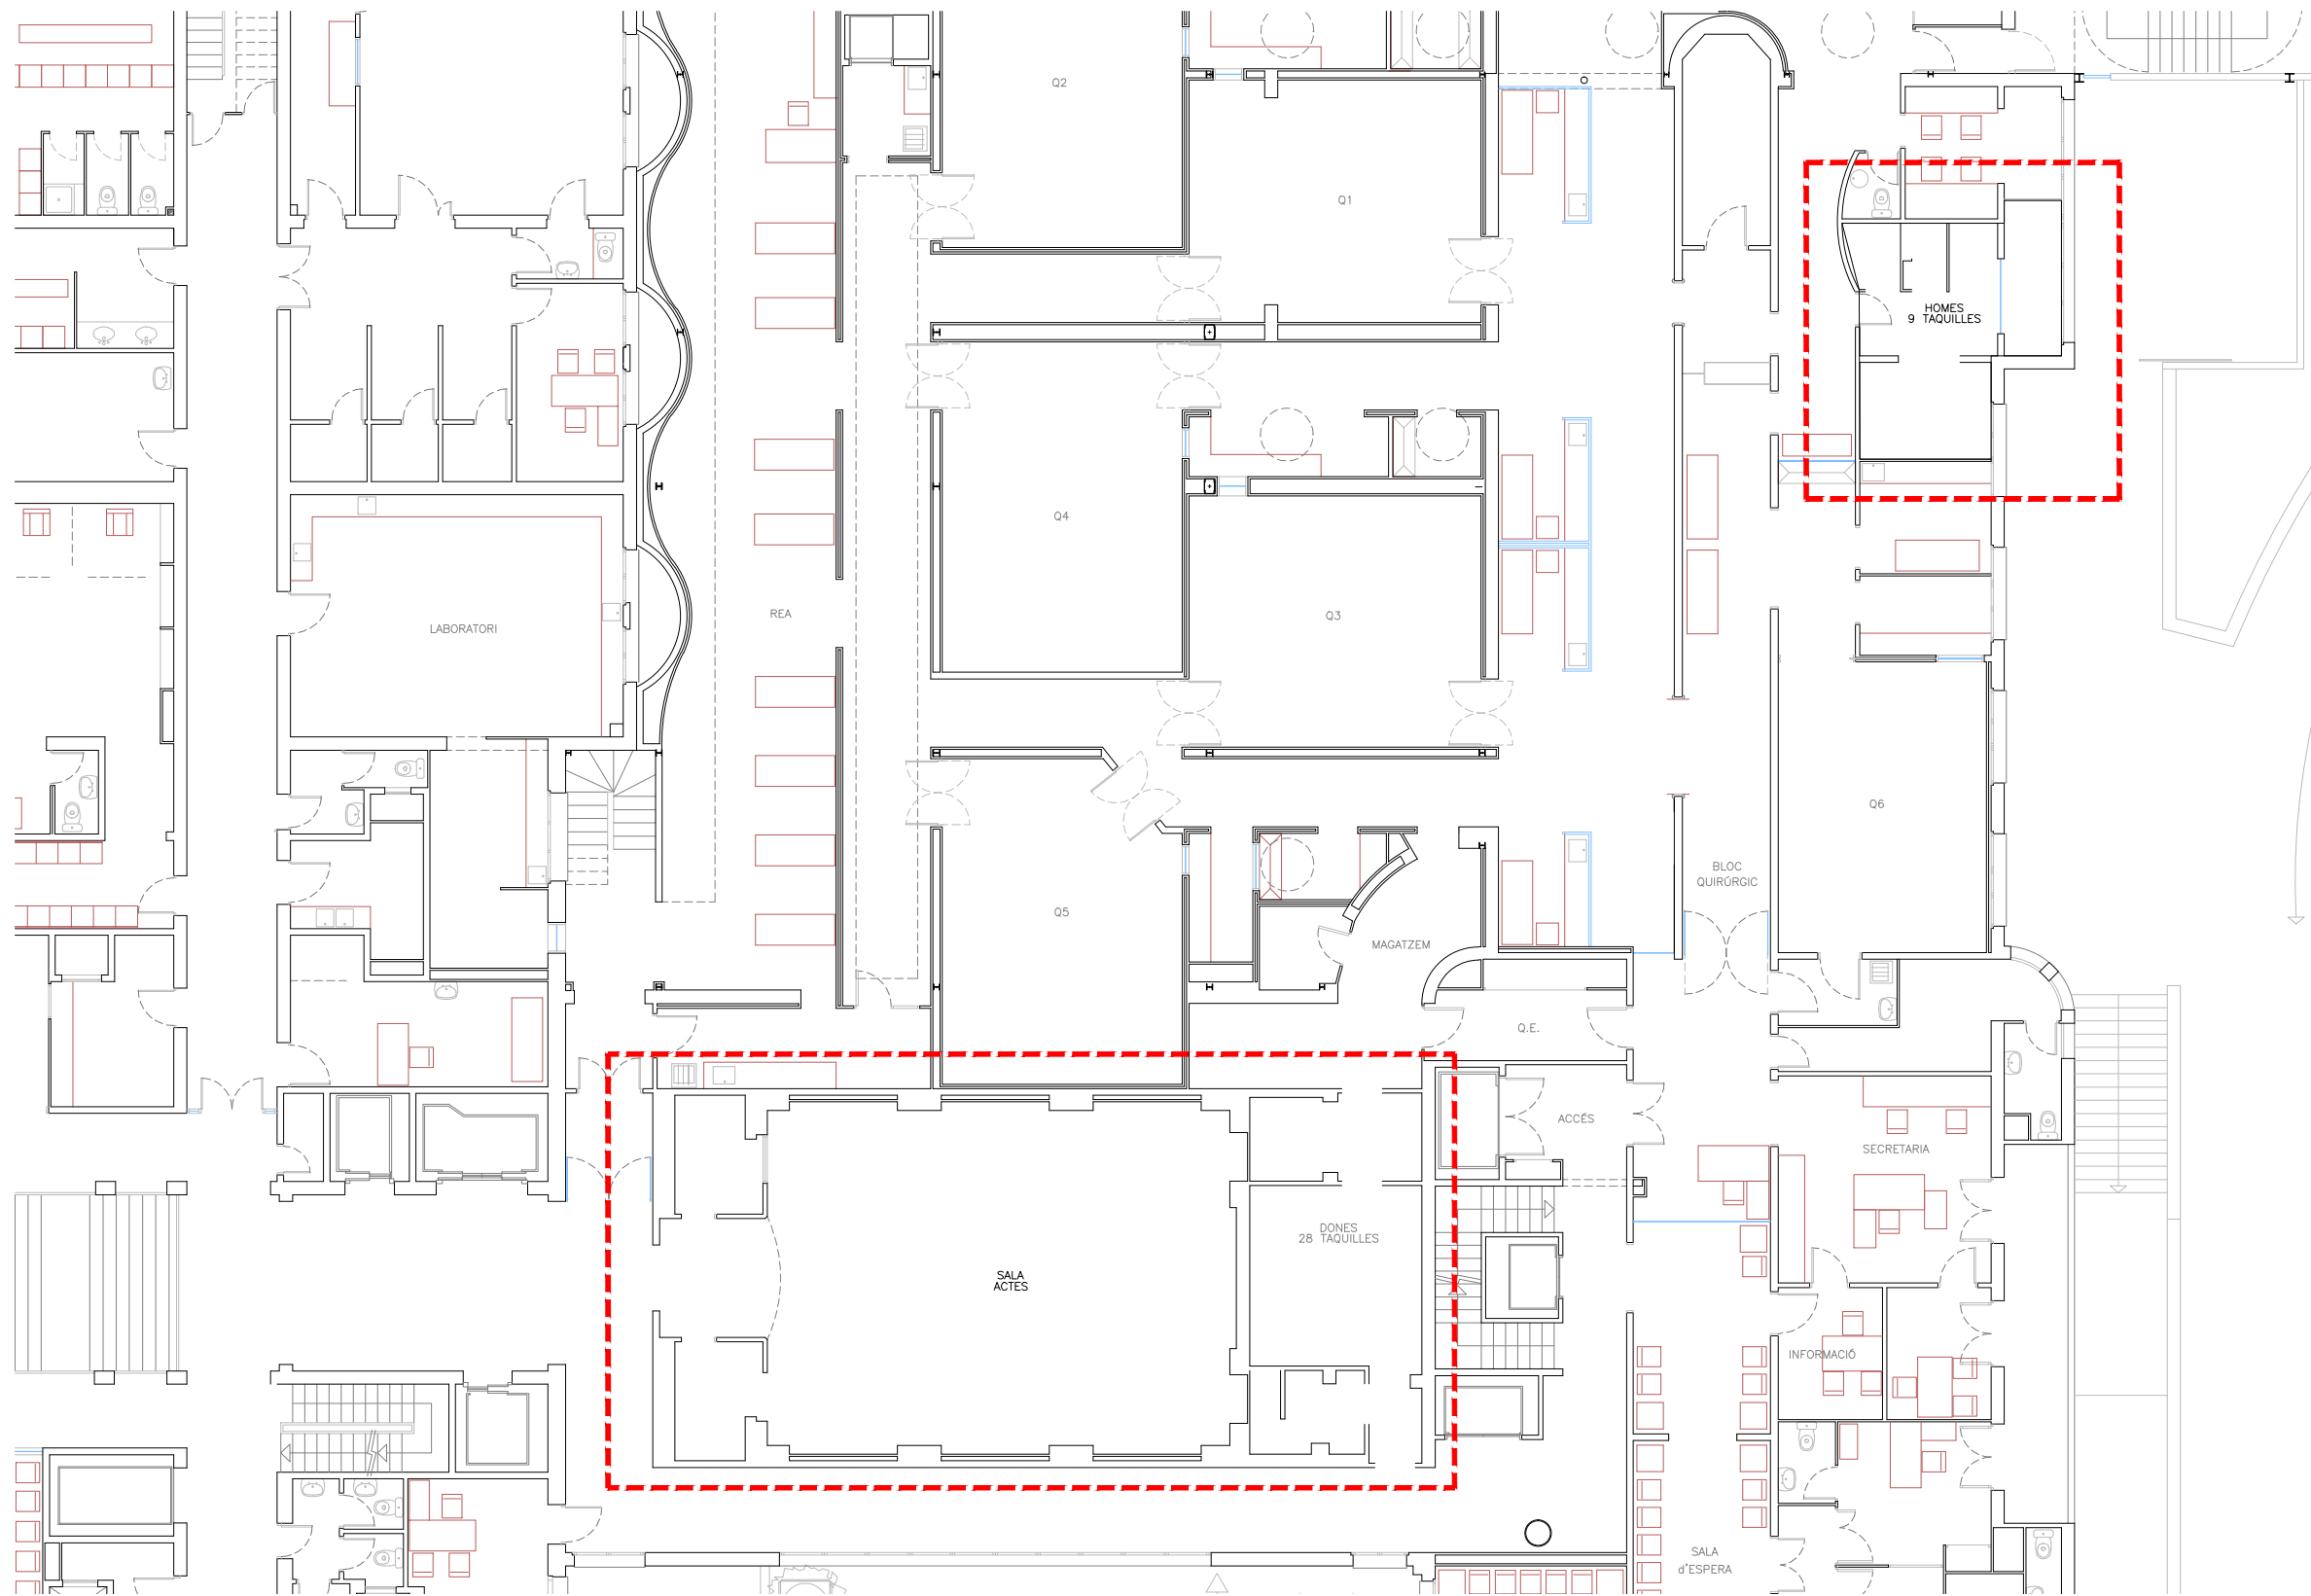 Q2
Q1
HOMES
9 TAQUILLES
Q4
REA
Q3
LABORATORI
Q6
BLOC
QUIRÚRGIC
Q5
MAGATZEM
Q.E.
ACCÉS
SECRETARIA
DONES
28 TAQUILLES
SALA
ACTES
INFORMACIÓ
SALA
d'ESPERA